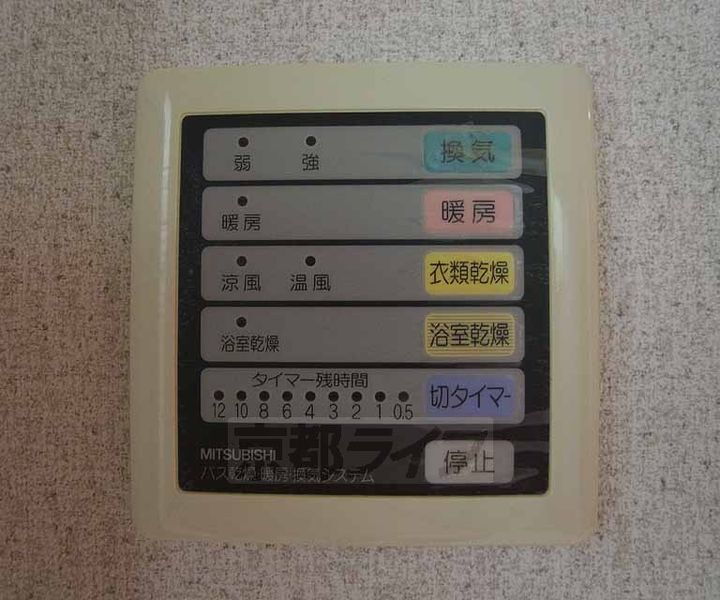 弱 強 換気
暖房 暖房
涼風 温風 衣類乾燥
浴室乾燥 浴室乾燥
タイマー残時間
12 10 8 6 4 3 2 1 0.5 切タイマー
MITSUBISHI 停止
バス乾燥・暖房・換気システム
京都ライフ